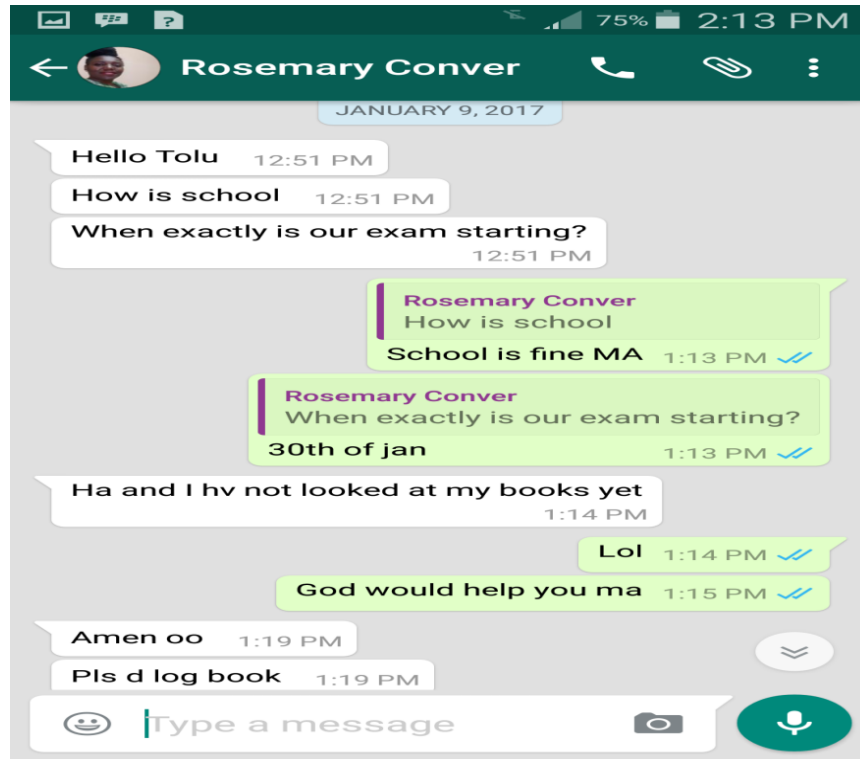 75% 2:13 PM
Rosemary Conver
JANUARY 9, 2017
Hello Tolu 12:51 PM
How is school 12:51 PM
When exactly is our exam starting?
12:51 PM
Rosemary Conver
How is school
School is fine MA 1:13 PM
Rosemary Conver
When exactly is our exam starting?
30th of jan 1:13 PM
Ha and I hv not looked at my books yet
1:14 PM
Lol 1:14 PM
God would help you ma 1:15 PM
Amen oo 1:19 PM
Pls d log book 1:19 PM
Type a message